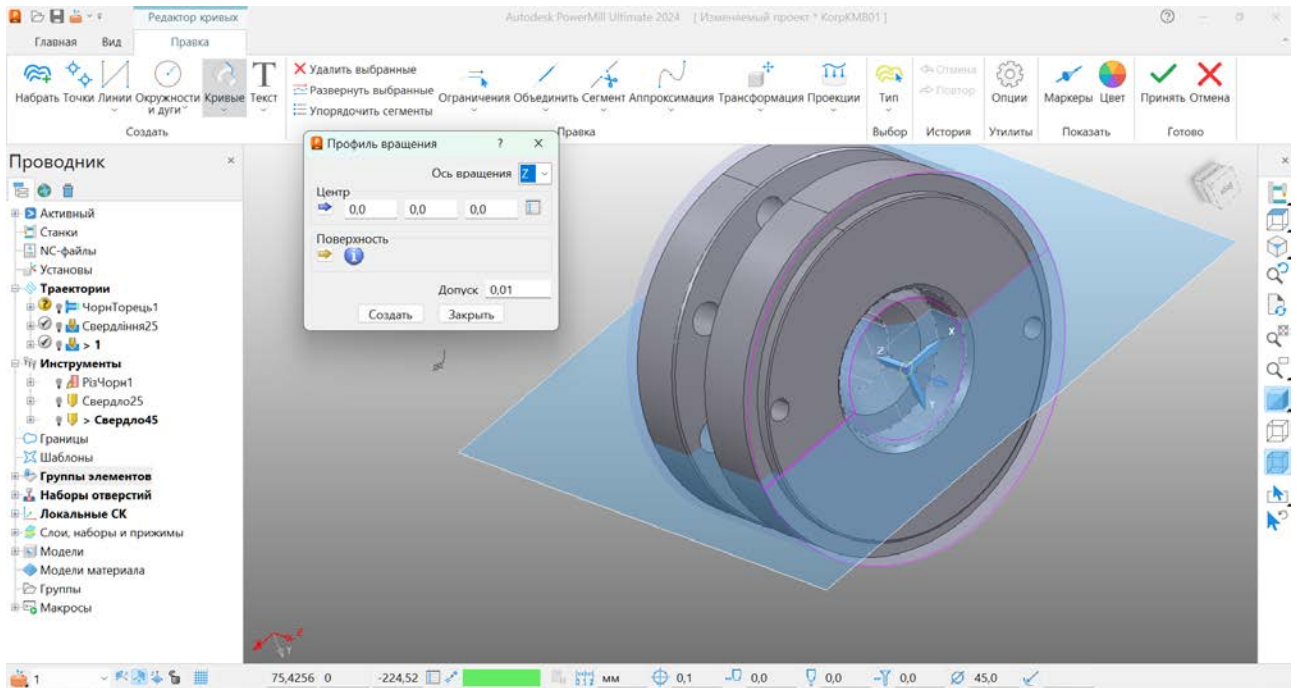 Редактор кривых
Autodesk PowerMill Ultimate 2024 [ Изменяемый проект * KorpKMB01 ]
Главная Вид Правка
Набрать Точки Линии Окружности и дуги Кривые Текст
Удалить выбранные
Развернуть выбранные
Упорядочить сегменты
Ограничения Объединить Сегмент Аппроксимация Трансформация Проекции
Тип
Отмена
Повтор
Опции
Маркеры Цвет
Принять Отмена
Создать Правка Выбор История Утилиты Показать Готово
Проводник
Активный
Станки
NC-файлы
Установы
Траектории
ЧорнТорець1
Свердління25
> 1
Инструменты
РізЧорн1
Свердло25
> Свердло45
Границы
Шаблоны
Группы элементов
Наборы отверстий
Локальные СК
Слои, наборы и прижимы
Модели
Модели материала
Группы
Макросы
Профиль вращения ? ×
Ось вращения Z
Центр
0,0 0,0 0,0
Поверхность
Допуск 0,01
Создать Закрыть
X
Z
Y
Z
X
Y
1 75,4256 0 -224,52 мм 0,1 0,0 0,0 0,0 45,0